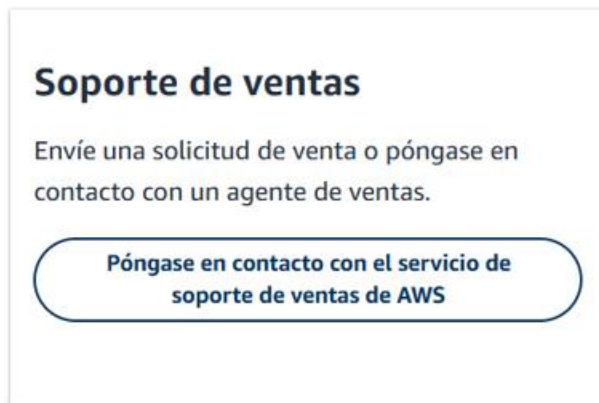 Soporte de ventas
Envíe una solicitud de venta o póngase en
contacto con un agente de ventas.
Póngase en contacto con el servicio de
soporte de ventas de AWS